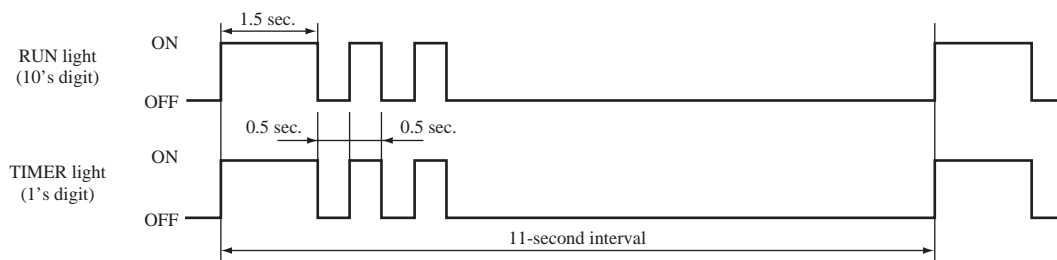 1.5 sec.
ON
RUN light
(10’s digit)
OFF
0.5 sec.
0.5 sec.
ON
TIMER light
(1’s digit)
OFF
11-second interval